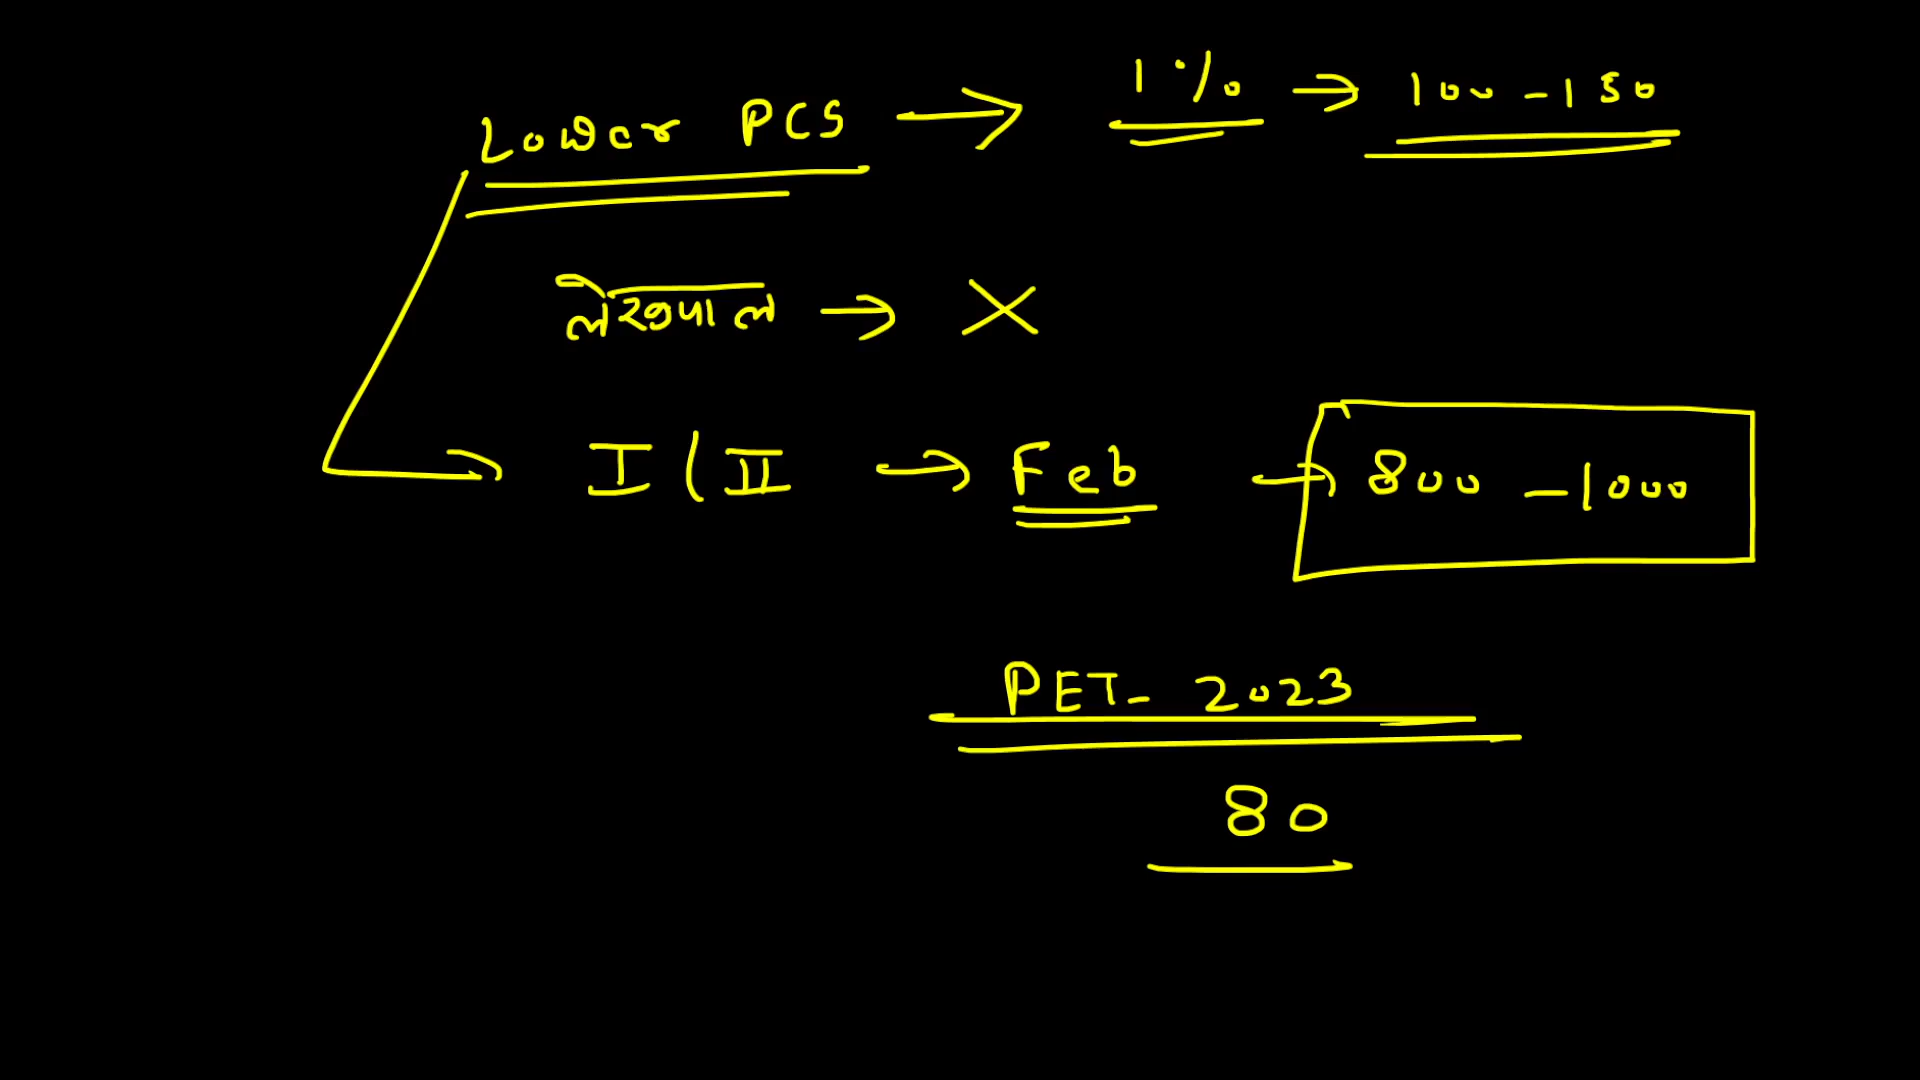 Lower PCS → 1% → 100-150
लेखपाल → X
→ I ( II → Feb → 800 - 1000
PET- 2023
80